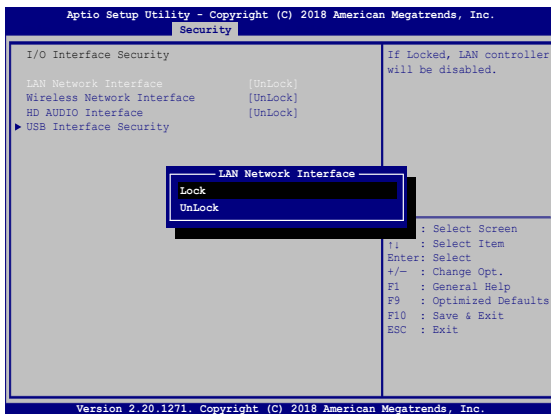 Aptio Setup Utility - Copyright (C) 2018 American Megatrends, Inc.
Security
I/O Interface Security
LAN Network Interface [UnLock]
Wireless Network Interface [UnLock]
HD AUDIO Interface [UnLock]
USB Interface Security
If Locked, LAN controller
will be disabled.
LAN Network Interface
Lock
UnLock
: Select Screen
↑↓ : Select Item
Enter: Select
+/— : Change Opt.
F1 : General Help
F9 : Optimized Defaults
F10 : Save & Exit
ESC : Exit
Version 2.20.1271. Copyright (C) 2018 American Megatrends, Inc.